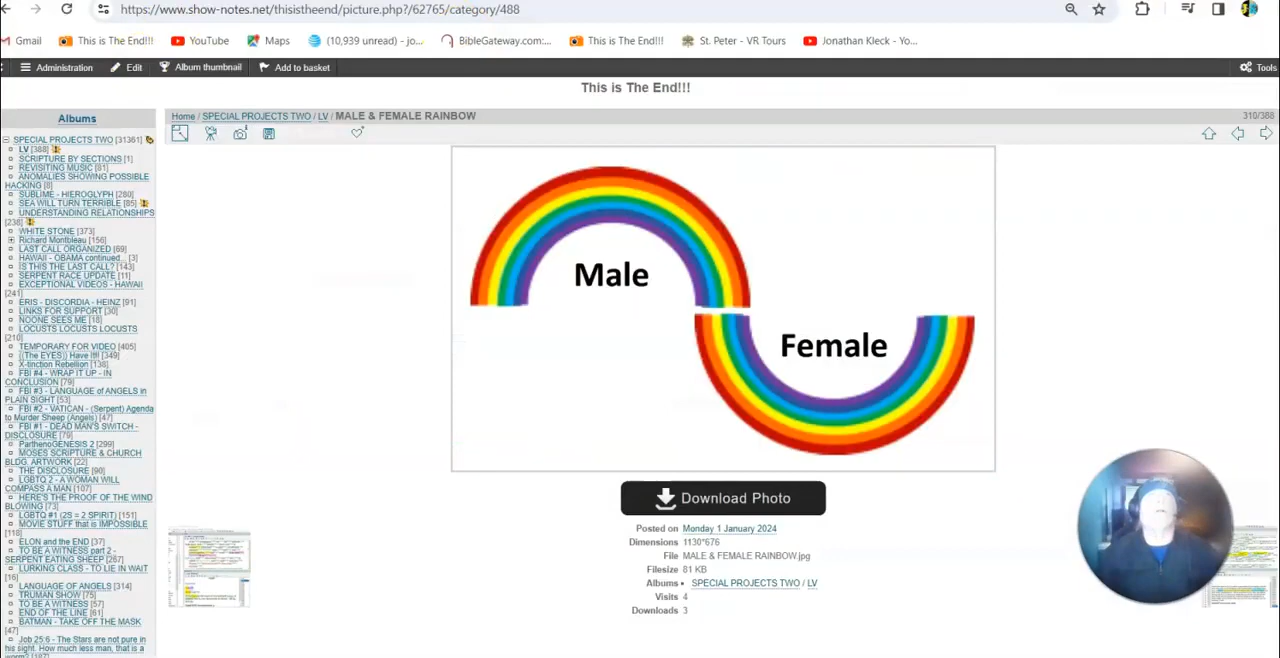 https://www.show-notes.net/thisistheend/picture.php?/62765/category/488
Gmail
This is The End!!!
YouTube
Maps
(10,939 unread) - jo...
BibleGateway.com:...
This is The End!!!
St. Peter - VR Tours
Jonathan Kleck - Yo...
Administration
Edit
Album thumbnail
Add to basket
Tools
This is The End!!!
Albums
Home / SPECIAL PROJECTS TWO / LV / MALE & FEMALE RAINBOW
310/388
SPECIAL PROJECTS TWO [31361]
LV [388]
SCRIPTURE BY SECTIONS [1]
REVISITING MUSIC [81]
ANOMALIES SHOWING POSSIBLE
HACKING [8]
SUBLIME - HIEROGLYPH [280]
SEA WILL TURN TERRIBLE [85]
UNDERSTANDING RELATIONSHIPS
[238]
WHITE STONE [373]
Richard Montbleau [156]
LAST CALL ORGANIZED [69]
HAWAII - OBAMA continued... [3]
IS THIS THE LAST CALL? [143]
SERPENT RACE UPDATE [11]
EXCEPTIONAL VIDEOS - HAWAII
[241]
ERIS - DISCORDIA - HEINZ [91]
LINKS FOR SUPPORT [30]
NOONE SEES ME [18]
LOCUSTS LOCUSTS LOCUSTS
[210]
TEMPORARY FOR VIDEO [405]
((The EYES)) Have It!!! [349]
X-tinction Rebellion [138]
FBI #4 - WRAP IT UP - IN
CONCLUSION [79]
FBI #3 - LANGUAGE of ANGELS in
PLAIN SIGHT [53]
FBI #2 - VATICAN - (Serpent) Agenda
to Murder Sheep (Angels) [47]
FBI #1 - DEAD MAN'S SWITCH -
DISCLOSURE [79]
ParthenoGENESIS 2 [299]
MOSES SCRIPTURE & CHURCH
BLDG. ARTWORK [22]
THE DISCLOSURE [90]
LGBTQ 2 - A WOMAN WILL
COMPASS A MAN [107]
HERE'S THE PROOF OF THE WIND
BLOWING [73]
LGBTQ #1 (2S = 2 SPIRIT) [151]
MOVIE STUFF that is IMPOSSIBLE
[118]
ELON and the END [37]
TO BE A WITNESS part 2 -
SERPENT EATING SHEEP [267]
LURKING CLASS - TO LIE IN WAIT
[16]
LANGUAGE OF ANGELS [314]
TRUMAN SHOW [75]
TO BE A WITNESS [57]
END OF THE LINE [61]
BATMAN - TAKE OFF THE MASK
[47]
Job 25:6 - The Stars are not pure in
his sight. How much less man, that is a
worm? [187]
Male
Female
Download Photo
Posted on Monday 1 January 2024
Dimensions 1130*676
File MALE & FEMALE RAINBOW.jpg
Filesize 81 KB
Albums SPECIAL PROJECTS TWO / LV
Visits 4
Downloads 3